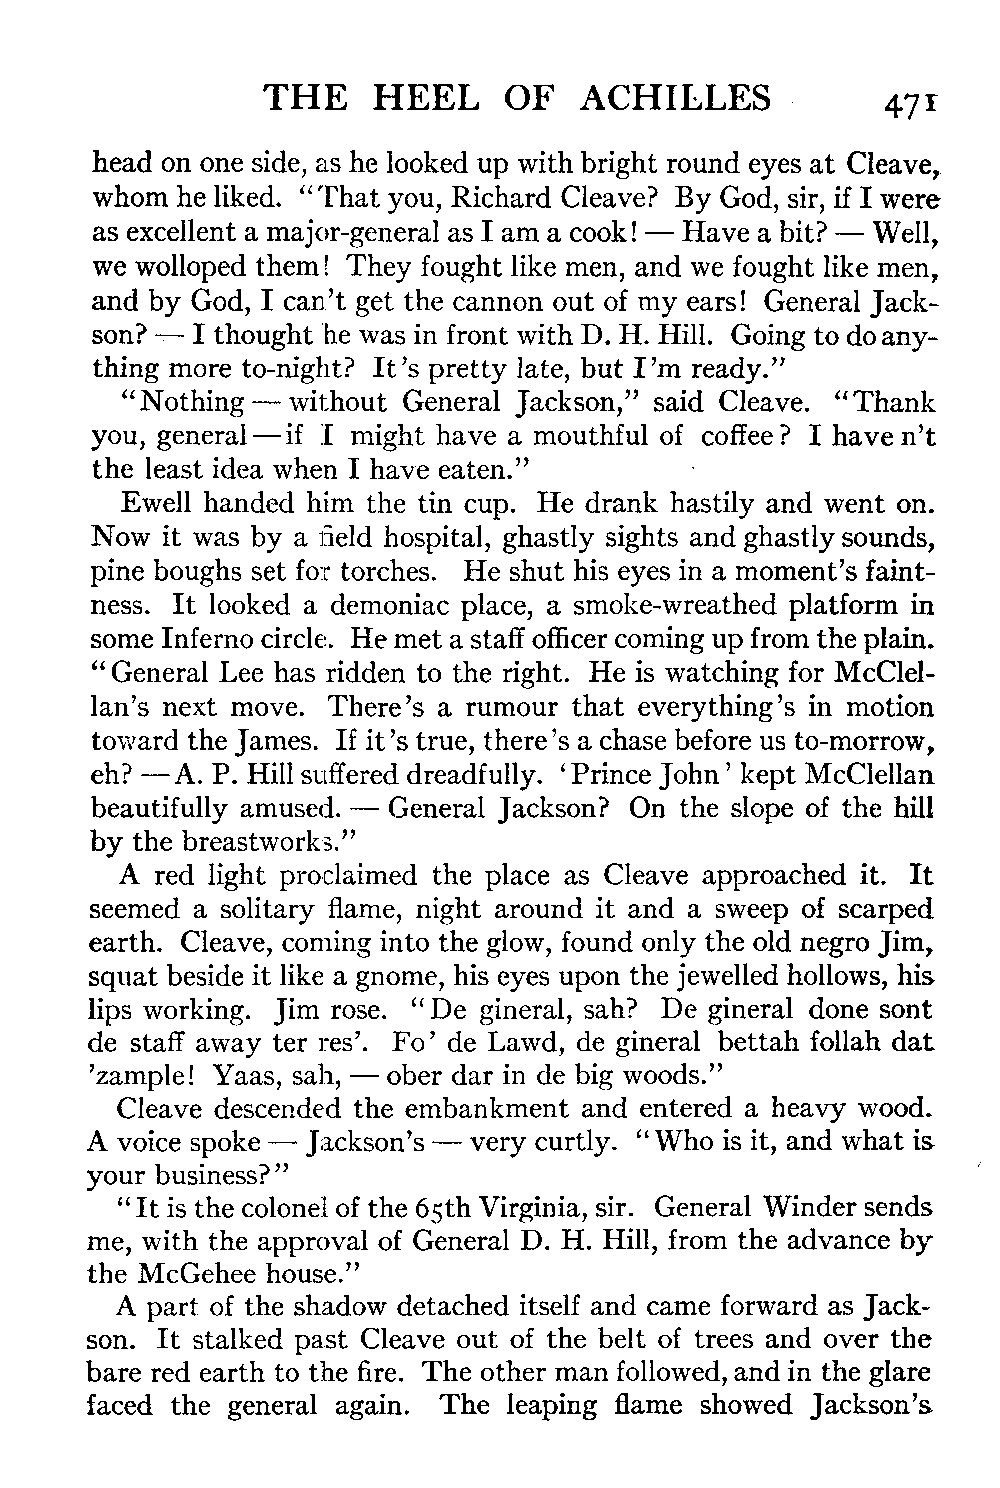 THE HEEL OF ACHILLES 471
head on one side, as he looked up with bright round eyes at Cleave,
whom he liked. “That you, Richard Cleave? By God, sir, if I were
as excellent a major-general as I am a cook! — Have a bit? — Well,
we wolloped them! They fought like men, and we fought like men,
and by God, I can't get the cannon out of my ears! General Jack-
son? — I thought he was in front with D. H. Hill. Going to do any-
thing more to-night? It's pretty late, but I'm ready.”
“Nothing — without General Jackson,” said Cleave. “Thank
you, general — if I might have a mouthful of coffee? I haven't
the least idea when I have eaten.”
Ewell handed him the tin cup. He drank hastily and went on.
Now it was by a field hospital, ghastly sights and ghastly sounds,
pine boughs set for torches. He shut his eyes in a moment's faint-
ness. It looked a demoniac place, a smoke-wreathed platform in
some Inferno circle. He met a staff officer coming up from the plain.
“General Lee has ridden to the right. He is watching for McClel-
lan's next move. There's a rumour that everything's in motion
toward the James. If it's true, there's a chase before us to-morrow,
eh? — A. P. Hill suffered dreadfully. ‘Prince John’ kept McClellan
beautifully amused. — General Jackson? On the slope of the hill
by the breastworks.”
A red light proclaimed the place as Cleave approached it. It
seemed a solitary flame, night around it and a sweep of scarped
earth. Cleave, coming into the glow, found only the old negro Jim,
squat beside it like a gnome, his eyes upon the jewelled hollows, his
lips working. Jim rose. “De gineral, sah? De gineral done sont
de staff away ter res'. Fo' de Lawd, de gineral bettah follah dat
'zample! Yaas, sah, — ober dar in de big woods.”
Cleave descended the embankment and entered a heavy wood.
A voice spoke — Jackson's — very curtly. “Who is it, and what is
your business?”
“It is the colonel of the 65th Virginia, sir. General Winder sends
me, with the approval of General D. H. Hill, from the advance by
the McGehee house.”
A part of the shadow detached itself and came forward as Jack-
son. It stalked past Cleave out of the belt of trees and over the
bare red earth to the fire. The other man followed, and in the glare
faced the general again. The leaping flame showed Jackson's